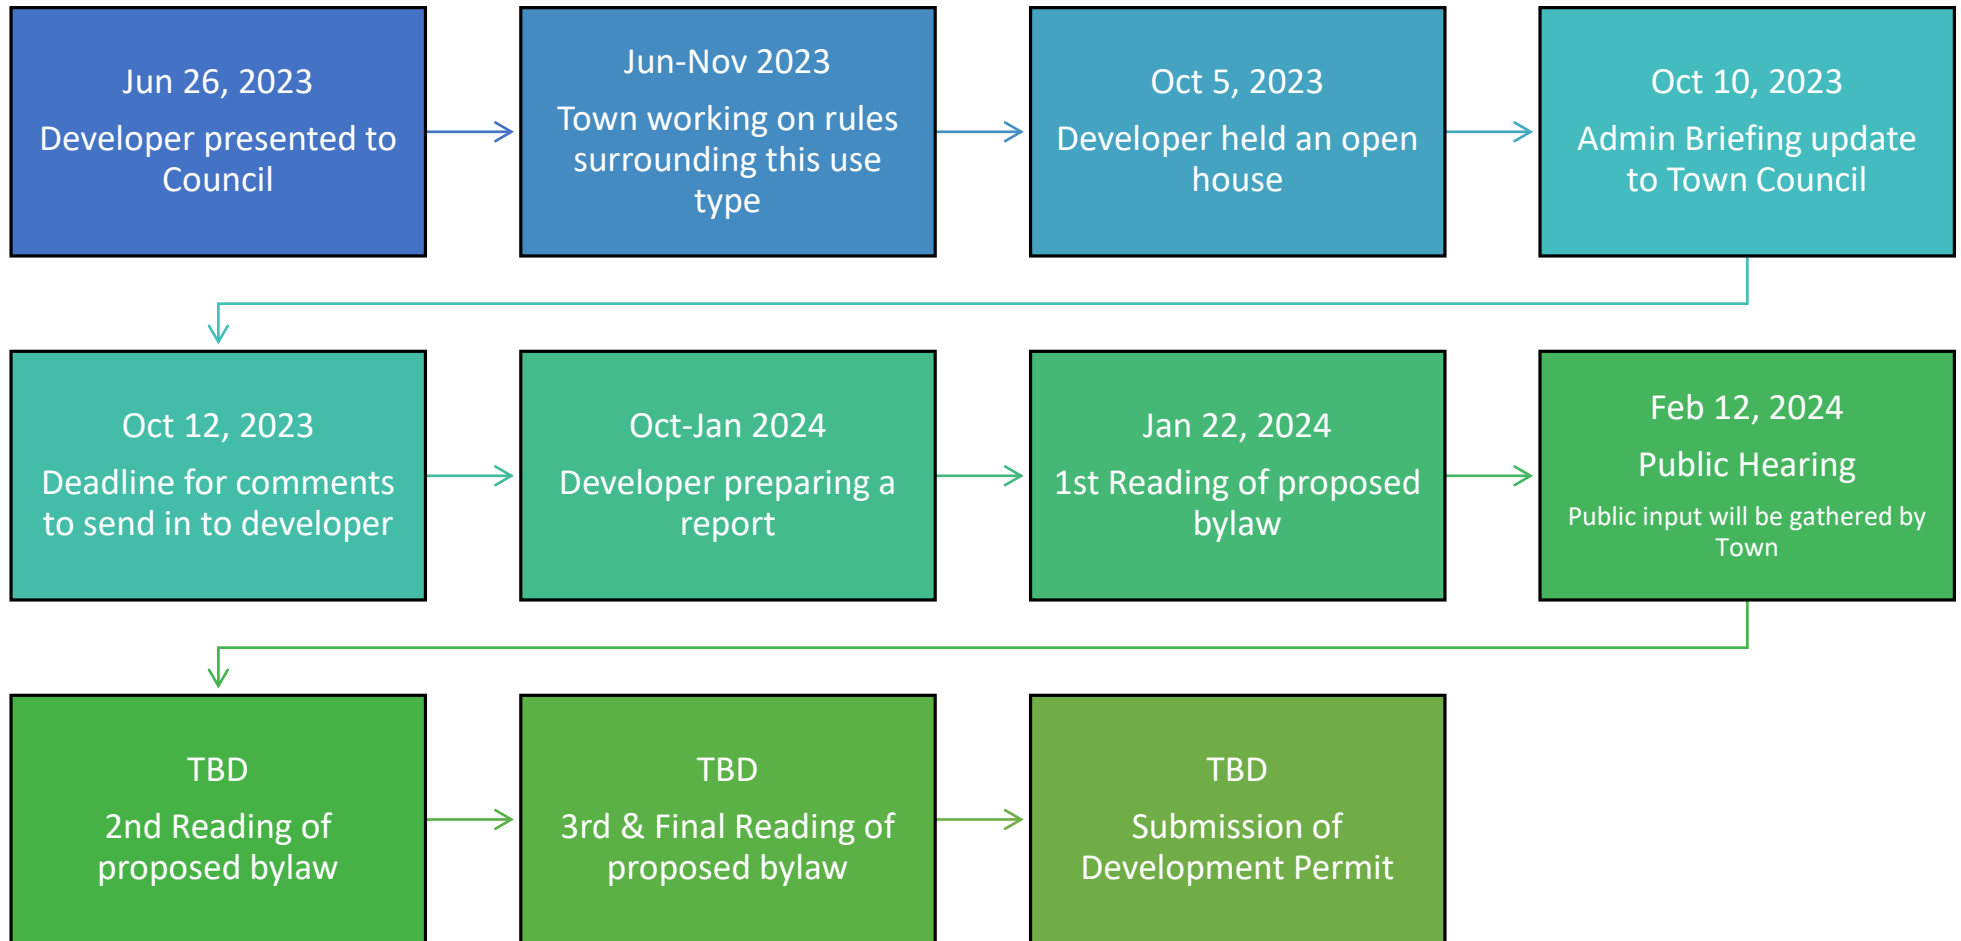 Jun 26, 2023
Developer presented to
Council
Jun-Nov 2023
Town working on rules
surrounding this use
type
Oct 5, 2023
Developer held an open
house
Oct 10, 2023
Admin Briefing update
to Town Council
Oct 12, 2023
Deadline for comments
to send in to developer
Oct-Jan 2024
Developer preparing a
report
Jan 22, 2024
1st Reading of proposed
bylaw
Feb 12, 2024
Public Hearing
Public input will be gathered by
Town
TBD
2nd Reading of
proposed bylaw
TBD
3rd & Final Reading of
proposed bylaw
TBD
Submission of
Development Permit